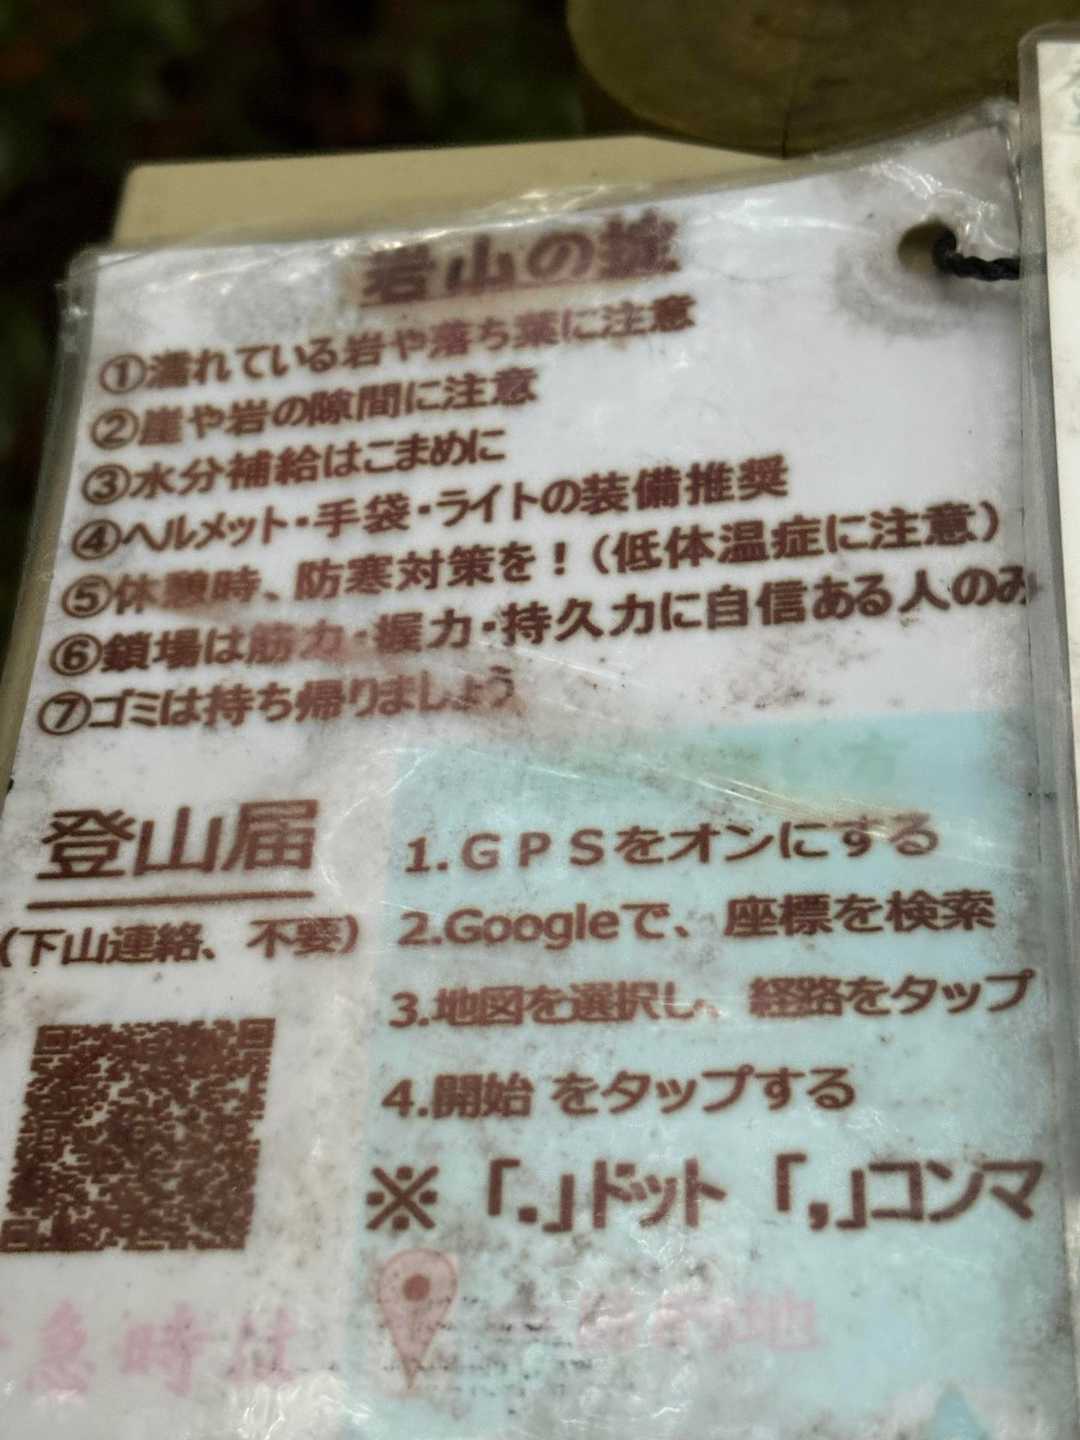 岩山の掟
①濡れている岩や落ち葉に注意
②崖や岩の隙間に注意
③水分補給はこまめに
④ヘルメット・手袋・ライトの装備推奨
⑤休憩時、防寒対策を!（低体温症に注意）
⑥鎖場は筋力・握力・持久力に自信ある人のみ
⑦ゴミは持ち帰りましょう
登山届
（下山連絡、不要）
1.ＧＰＳをオンにする
2.Googleで、座標を検索
3.地図を選択し、経路をタップ
4.開始 をタップする
※「.」ドット「,」コンマ
急時は